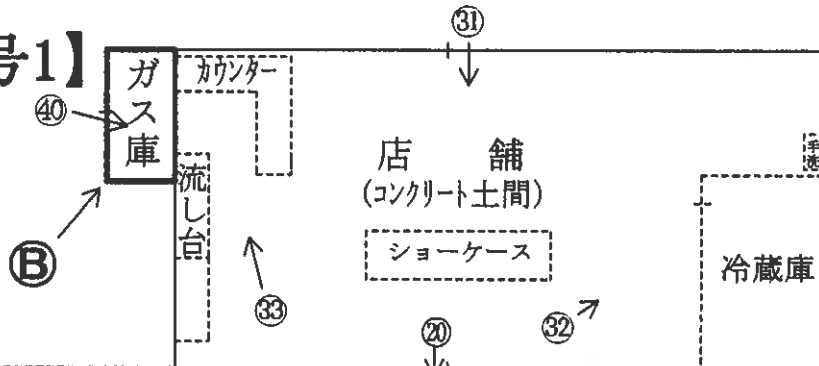 号1】
㉛
ガス庫
カウンター
㊵
店舗
(コンクリート土間)
流し台
ショーケース
冷蔵庫
Ⓑ
㉝
㉜
⑳